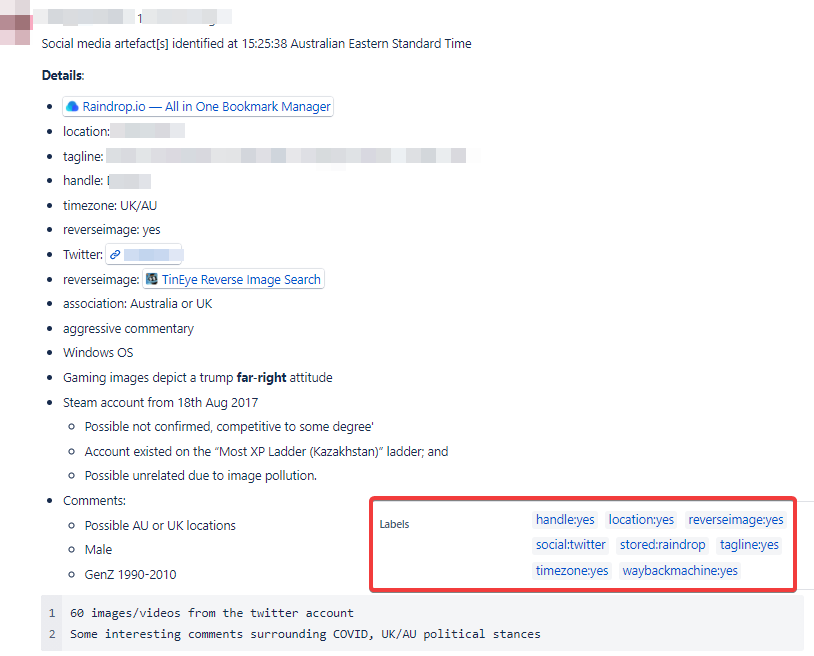 1
Social media artefact[s] identified at 15:25:38 Australian Eastern Standard Time
Details:
Raindrop.io — All in One Bookmark Manager
location:
tagline:
handle:
timezone: UK/AU
reverseimage: yes
Twitter:
reverseimage: TinEye Reverse Image Search
association: Australia or UK
aggressive commentary
Windows OS
Gaming images depict a trump far-right attitude
Steam account from 18th Aug 2017
Possible not confirmed, competitive to some degree'
Account existed on the “Most XP Ladder (Kazakhstan)” ladder; and
Possible unrelated due to image pollution.
Comments:
Possible AU or UK locations
Male
GenZ 1990-2010
Labels
handle:yes location:yes reverseimage:yes
social:twitter stored:raindrop tagline:yes
timezone:yes waybackmachine:yes
1 60 images/videos from the twitter account
2 Some interesting comments surrounding COVID, UK/AU political stances